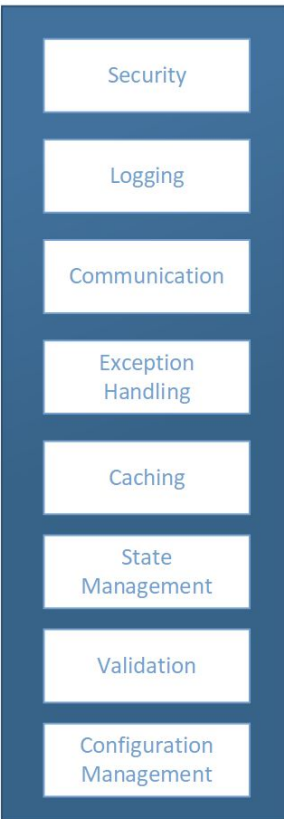 Security
Logging
Communication
Exception
Handling
Caching
State
Management
Validation
Configuration
Management